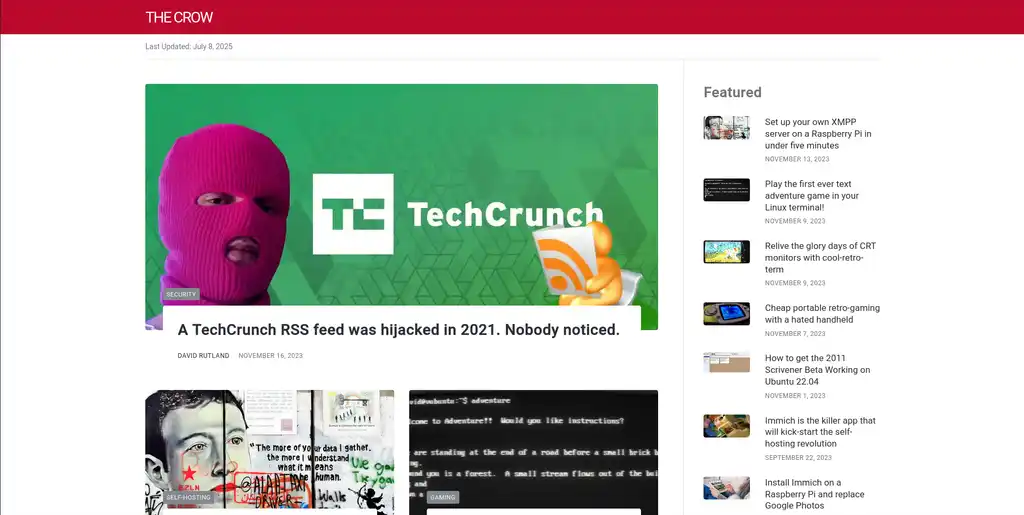 THE CROW
Last Updated: July 8, 2025
TC TechCrunch
SECURITY
A TechCrunch RSS feed was hijacked in 2021. Nobody noticed.
DAVID RUTLAND NOVEMBER 16, 2023
"The more of your data I gather,
the more I understand
what it means
human.
EZLN
We
Walls
SELF-HOSTING
:~$ adventure
to Adventure!! Would you like instructions?
are standing at the end of a road before a small brick
you is a forest. A small stream flows out of the
and
GAMING
Featured
Set up your own XMPP
server on a Raspberry Pi in
under five minutes
NOVEMBER 13, 2023
Play the first ever text
adventure game in your
Linux terminal!
NOVEMBER 9, 2023
Relive the glory days of CRT
monitors with cool-retro-
term
NOVEMBER 9, 2023
Cheap portable retro-gaming
with a hated handheld
NOVEMBER 7, 2023
How to get the 2011
Scrivener Beta Working on
Ubuntu 22.04
NOVEMBER 1, 2023
Immich is the killer app that
will kick-start the self-
hosting revolution
SEPTEMBER 22, 2023
Install Immich on a
Raspberry Pi and replace
Google Photos